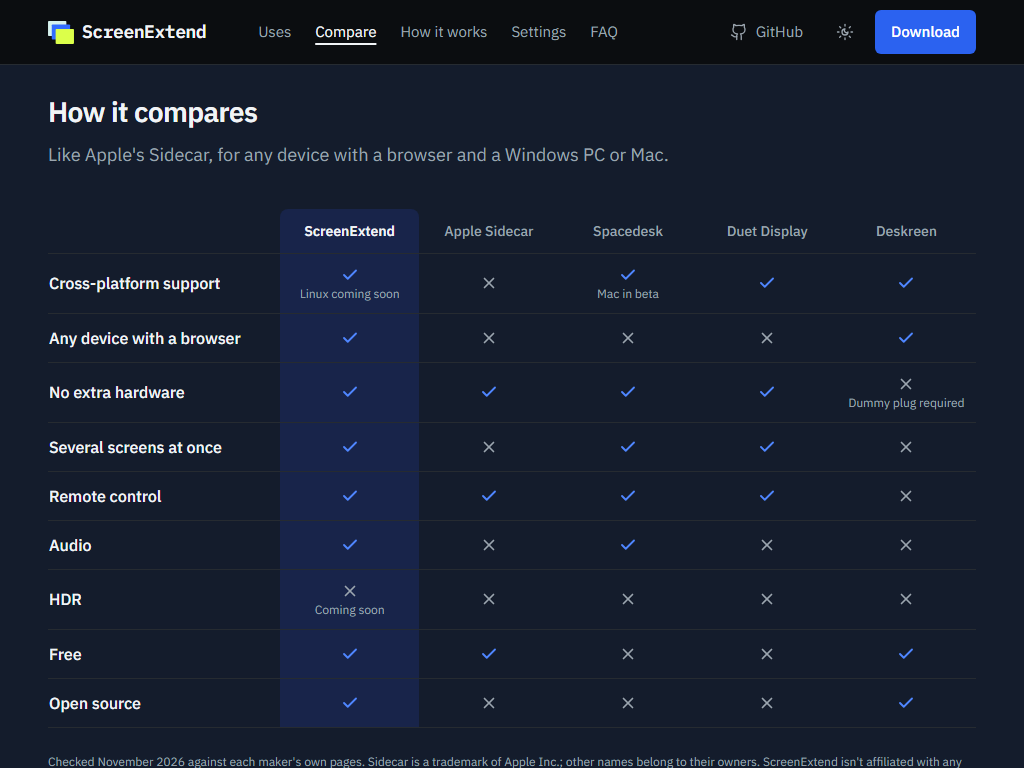 ScreenExtend Uses Compare How it works Settings FAQ GitHub Download
How it compares
Like Apple's Sidecar, for any device with a browser and a Windows PC or Mac.
ScreenExtend Apple Sidecar Spacedesk Duet Display Deskreen
Cross-platform support
Linux coming soon Mac in beta
Any device with a browser
No extra hardware
Dummy plug required
Several screens at once
Remote control
Audio
HDR
Coming soon
Free
Open source
Checked November 2026 against each maker's own pages. Sidecar is a trademark of Apple Inc.; other names belong to their owners. ScreenExtend isn't affiliated with any